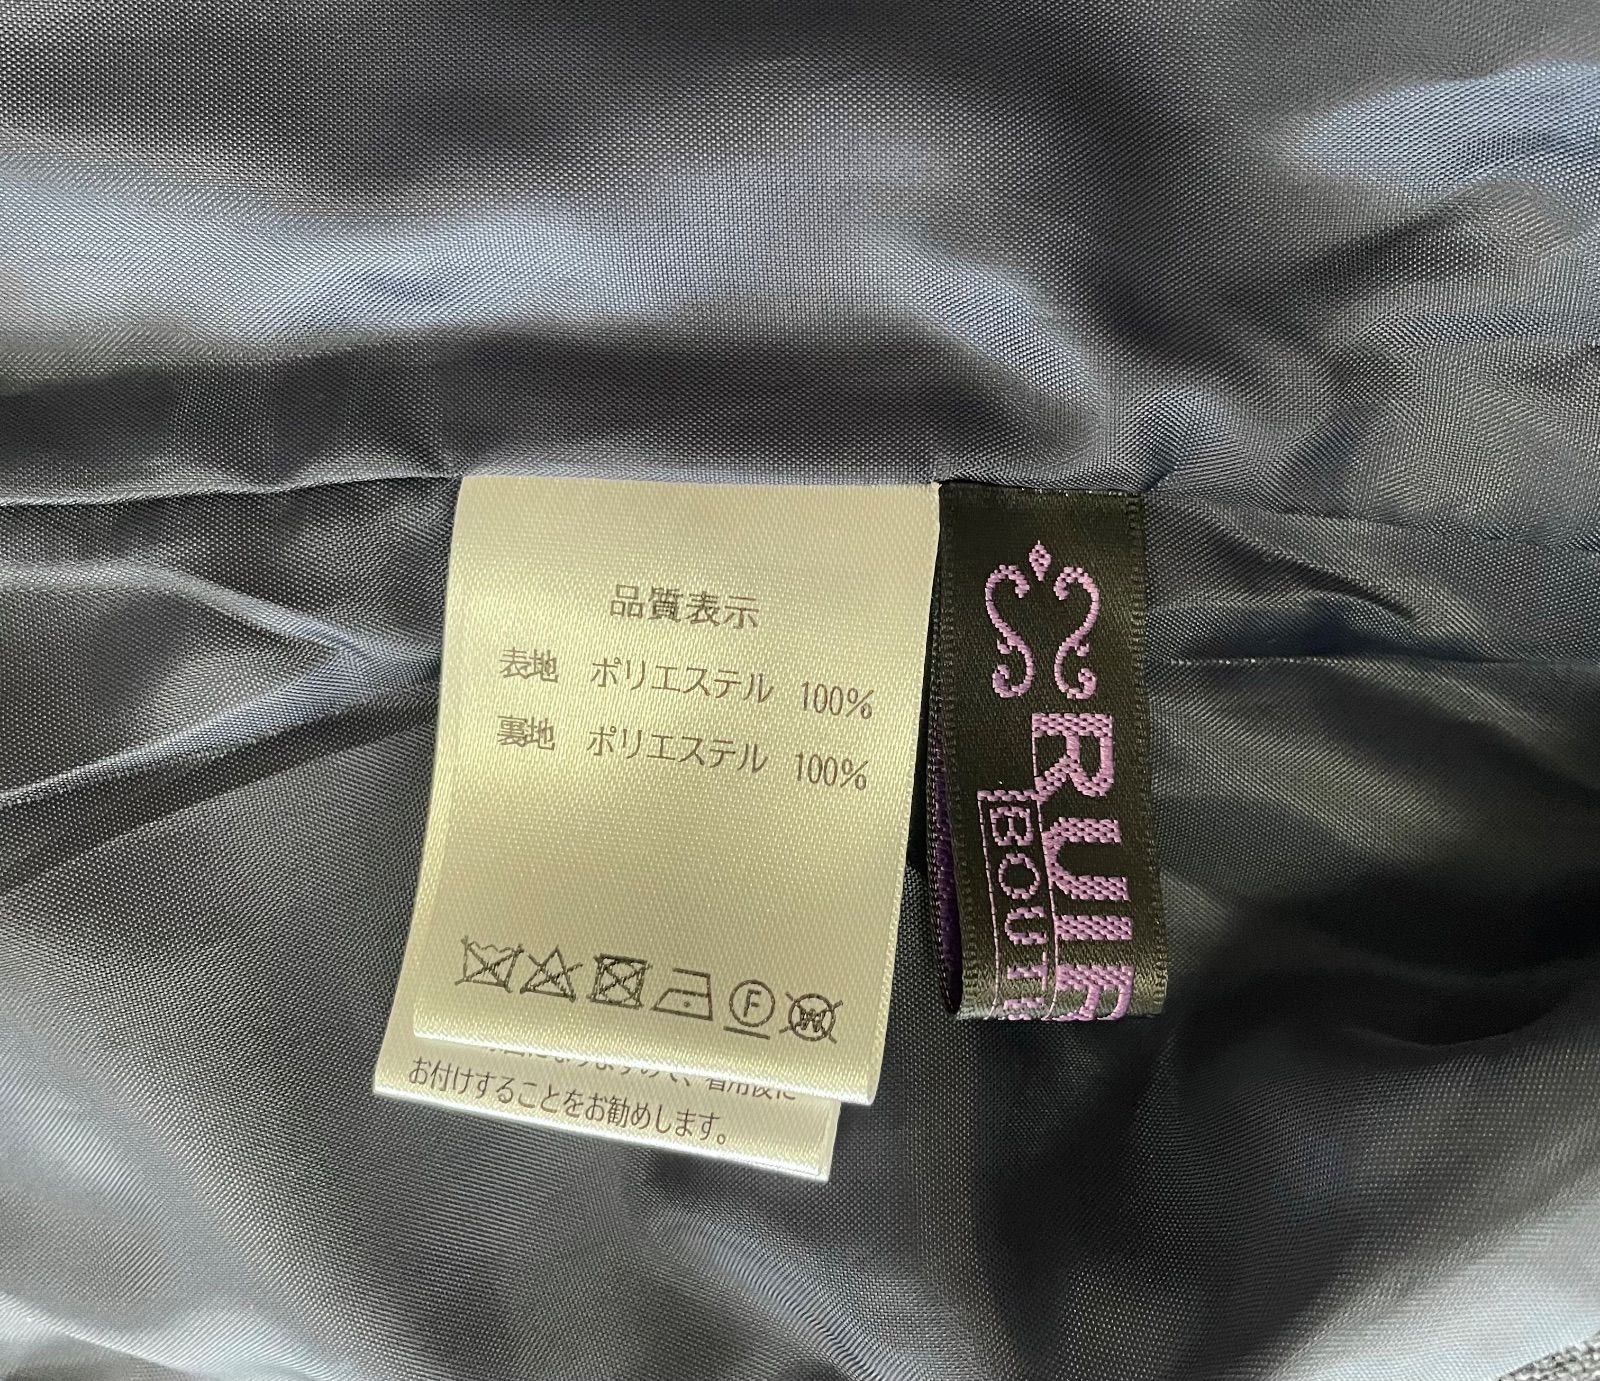 品質表示
表地 ポリエステル 100%
裏地 ポリエステル 100%
F
W
お付けすることをお勧めします。
RUIR
BOUT